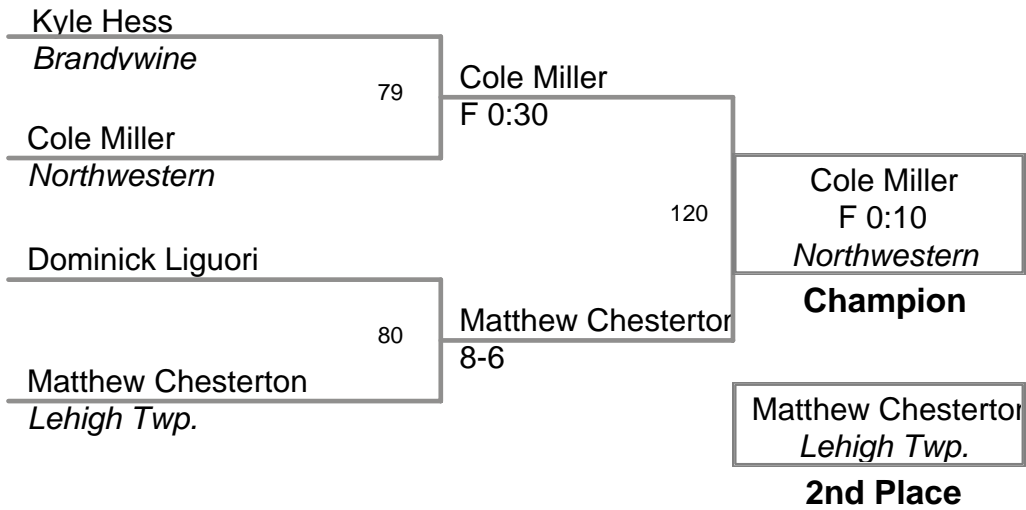 Kyle Hess
Brandywine
79
Cole Miller
F 0:30
Cole Miller
Northwestern
120
Cole Miller
F 0:10
Northwestern
Champion
Dominick Liguori
80
Matthew Chesterton
8-6
Matthew Chesterton
Lehigh Twp.
Matthew Chesterton
Lehigh Twp.
2nd Place